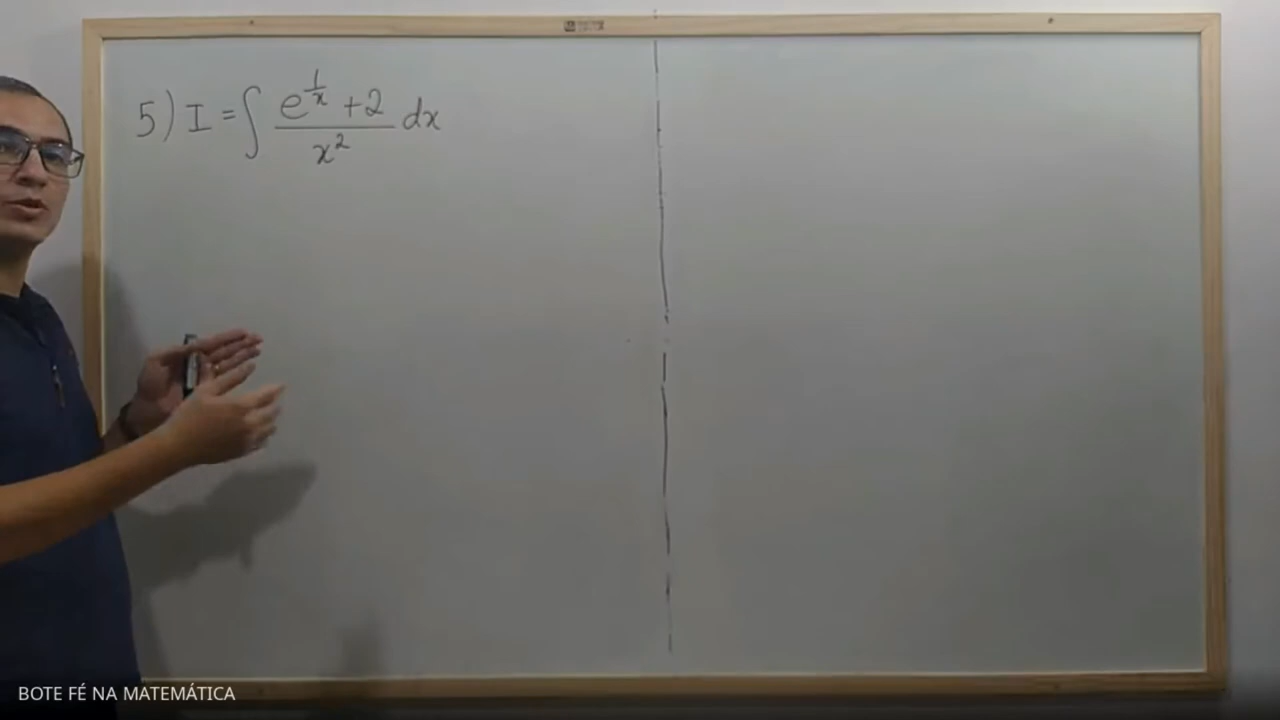 5) I = ∫ (e^{1/x} + 2)/x² dx
BOTE FÉ NA MATEMÁTICA